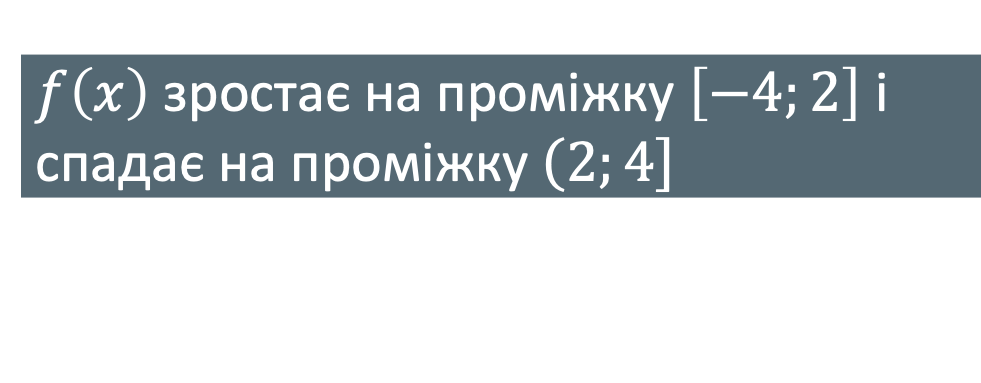 f(x) зростає на проміжку [−4; 2] і
спадає на проміжку (2; 4]